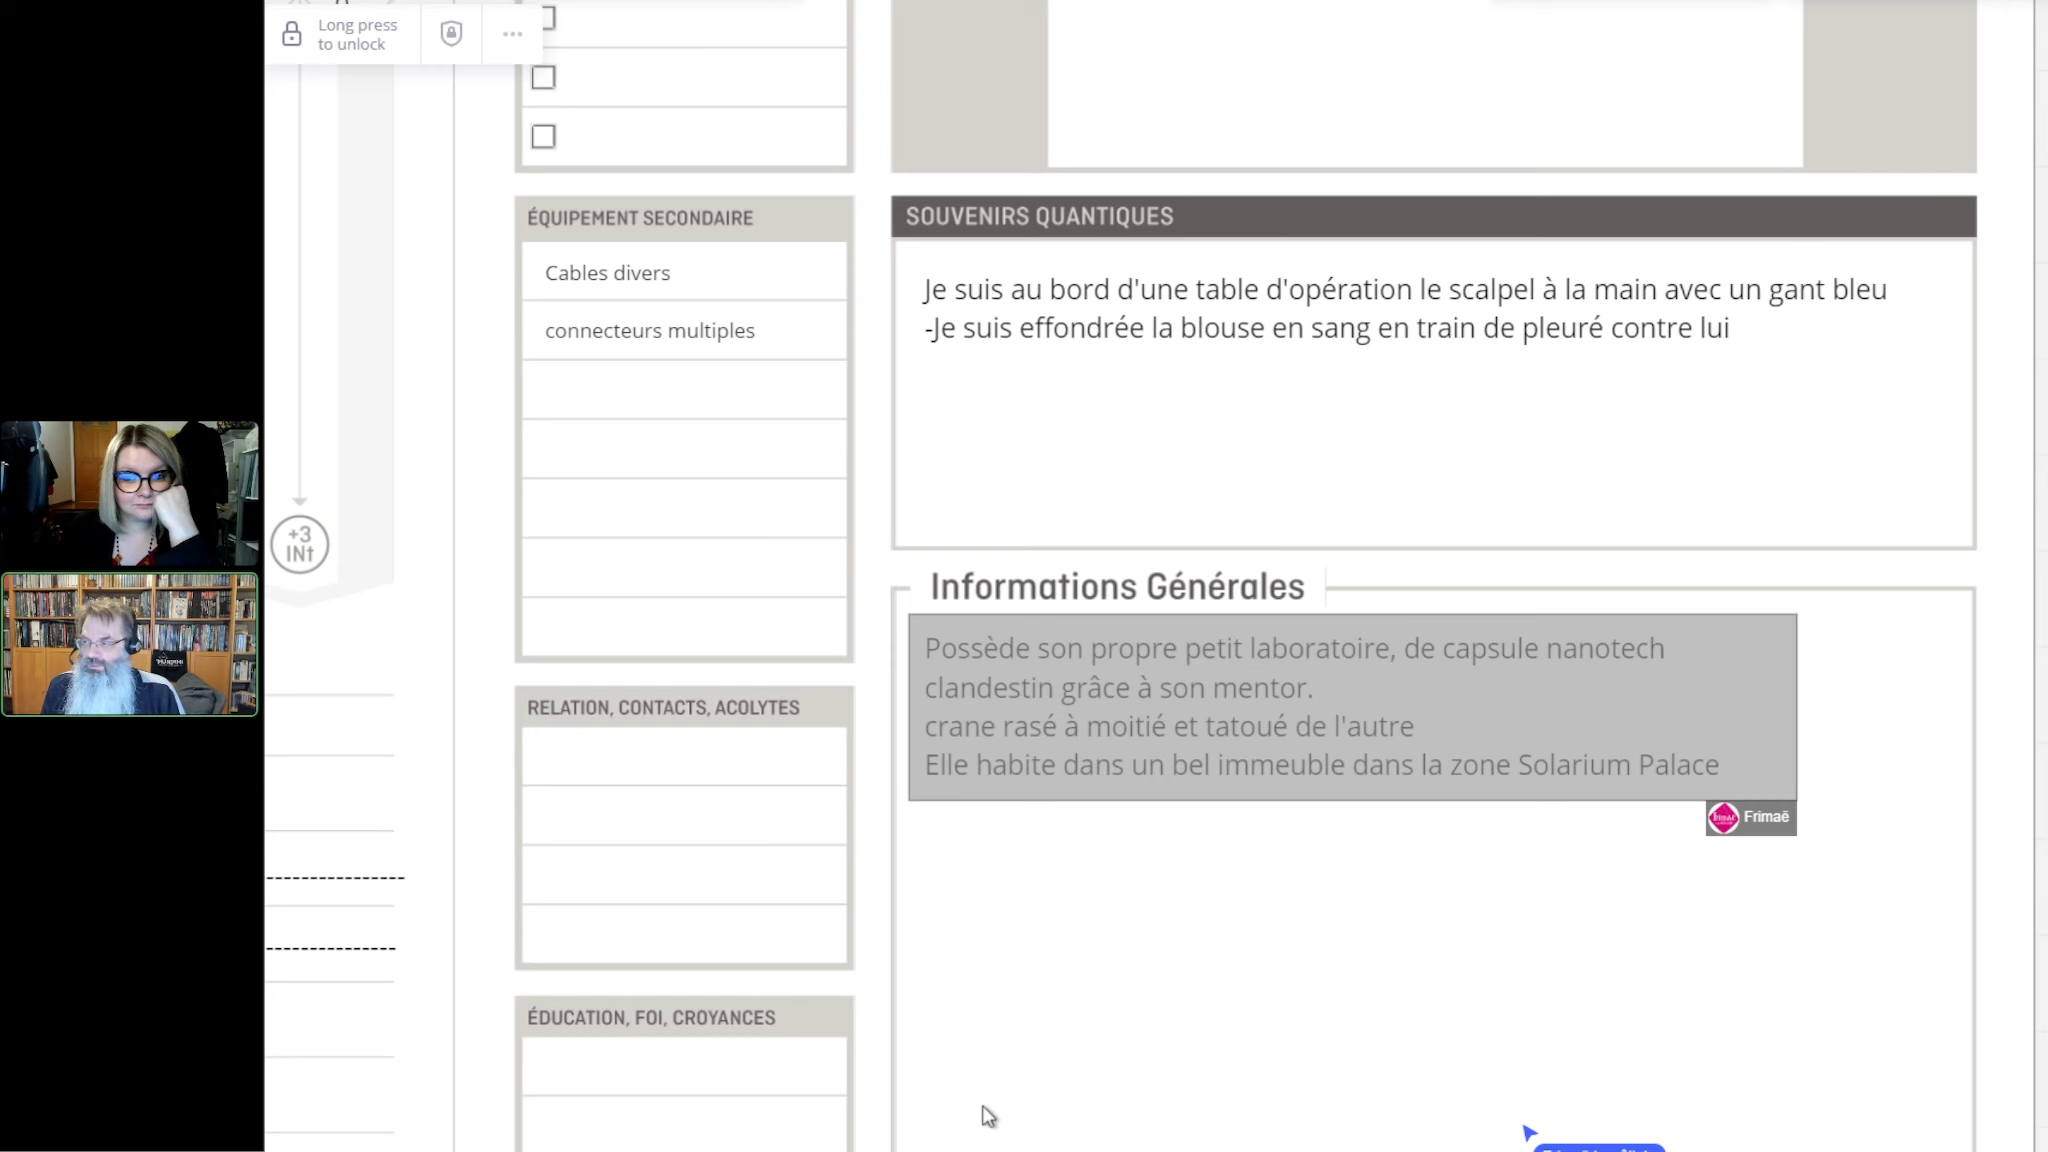 Long press
to unlock
+3
INt
ÉQUIPEMENT SECONDAIRE
Cables divers
connecteurs multiples
RELATION, CONTACTS, ACOLYTES
ÉDUCATION, FOI, CROYANCES
SOUVENIRS QUANTIQUES
Je suis au bord d'une table d'opération le scalpel à la main avec un gant bleu
-Je suis effondrée la blouse en sang en train de pleuré contre lui
Informations Générales
Possède son propre petit laboratoire, de capsule nanotech
clandestin grâce à son mentor.
crane rasé à moitié et tatoué de l'autre
Elle habite dans un bel immeuble dans la zone Solarium Palace
Frimaë